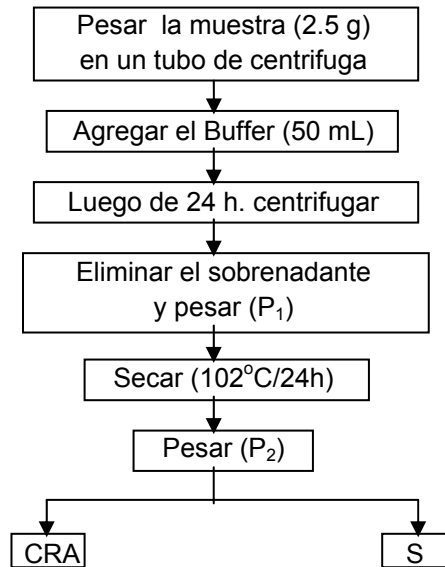 Pesar la muestra (2.5 g)
en un tubo de centrifuga
Agregar el Buffer (50 mL)
Luego de 24 h. centrifugar
Eliminar el sobrenadante
y pesar (P₁)
Secar (102°C/24h)
Pesar (P₂)
CRA
S